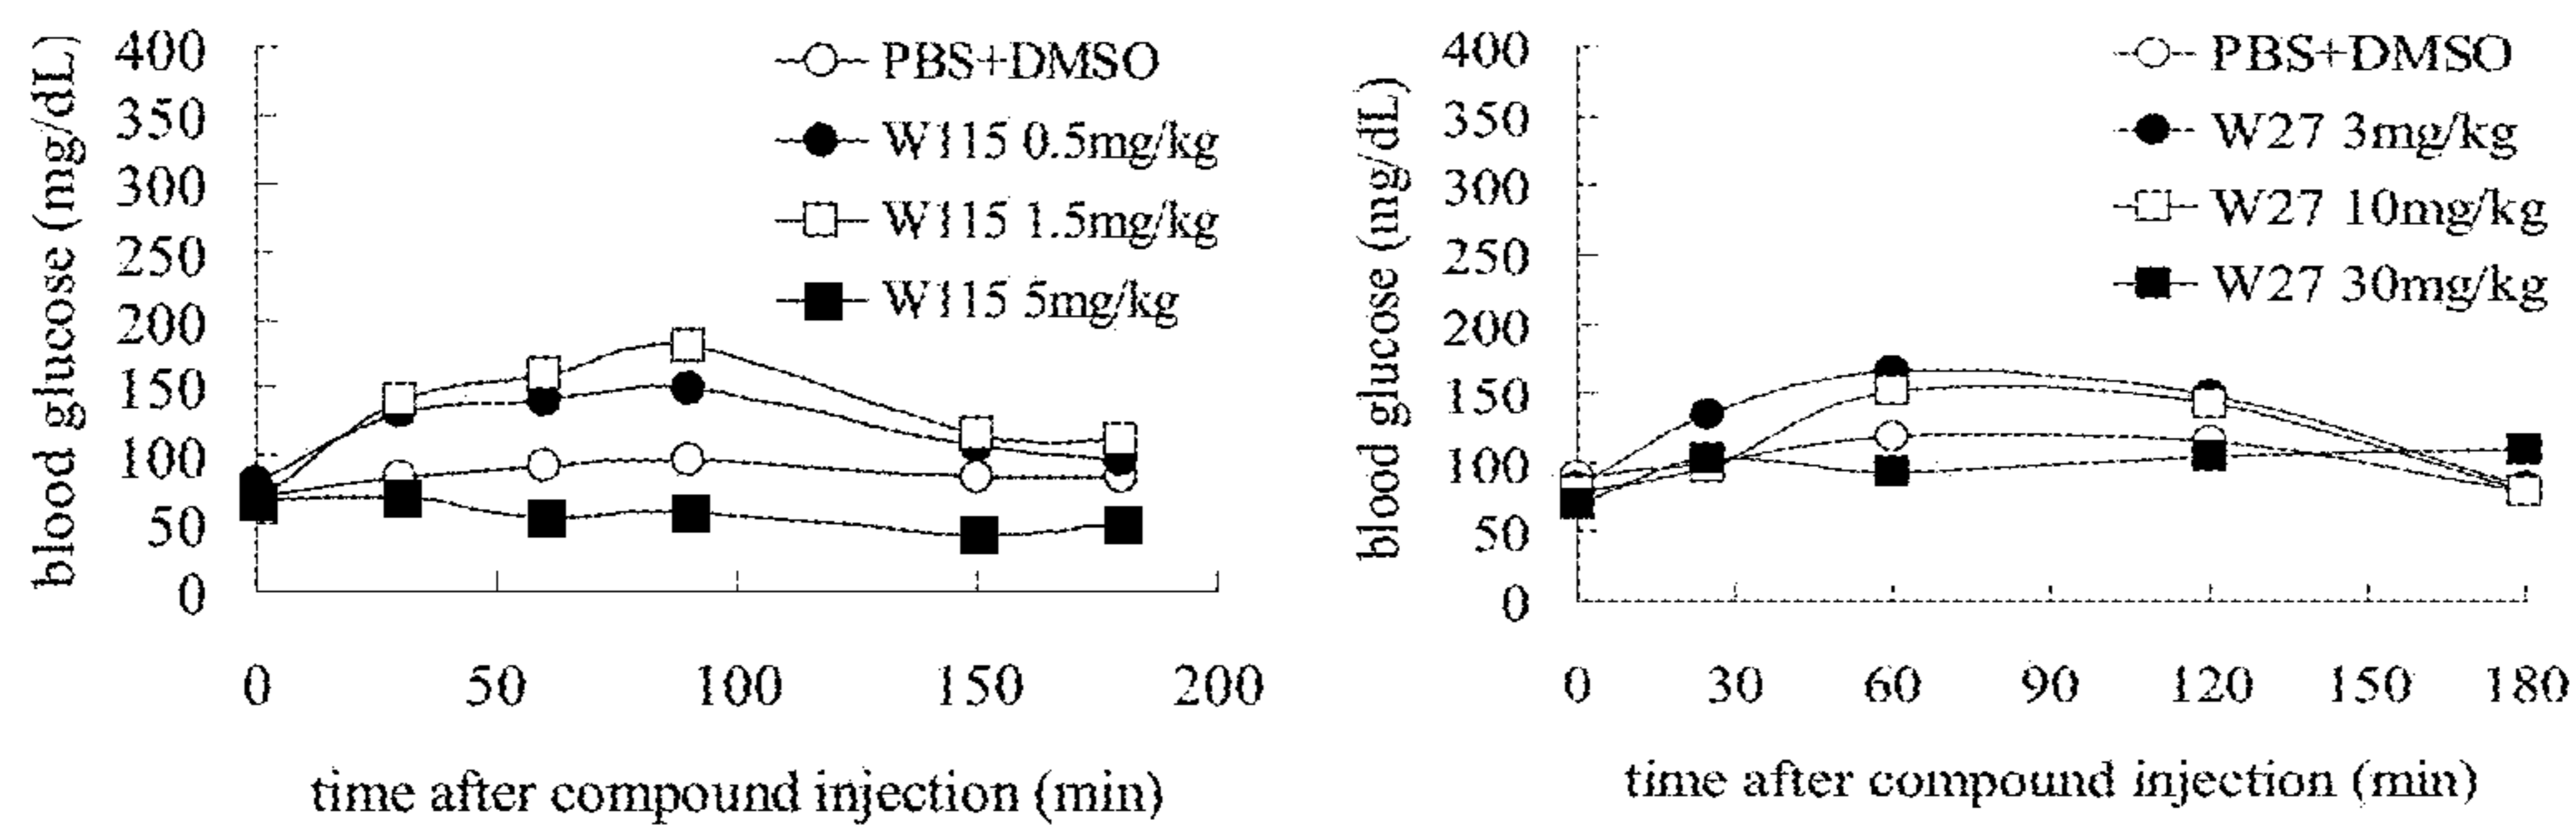 blood glucose (mg/dL)
400
350
300
250
200
150
100
50
0
PBS+DMSO
W115 0.5mg/kg
W115 1.5mg/kg
W115 5mg/kg
0 50 100 150 200
time after compound injection (min)
blood glucose (mg/dL)
400
350
300
250
200
150
100
50
0
PBS+DMSO
W27 3mg/kg
W27 10mg/kg
W27 30mg/kg
0 30 60 90 120 150 180
time after compound injection (min)